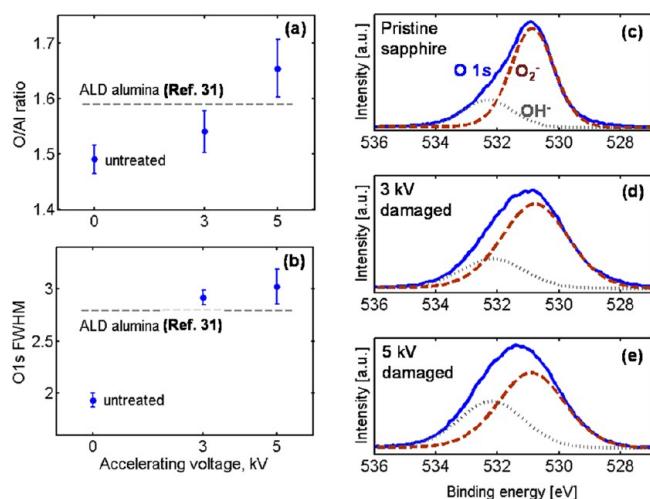 (a)
1.7
1.6
1.5
1.4
O/Al ratio
ALD alumina (Ref. 31)
untreated
0
3
5
(b)
3
2.5
2
O1s FWHM
ALD alumina (Ref. 31)
untreated
0
3
5
Accelerating voltage, kV
Pristine
sapphire
(c)
O 1s
O₂⁻
OH⁻
Intensity [a.u.]
536
534
532
530
528
3 kV
damaged
(d)
Intensity [a.u.]
536
534
532
530
528
5 kV
damaged
(e)
Intensity [a.u.]
536
534
532
530
528
Binding energy [eV]